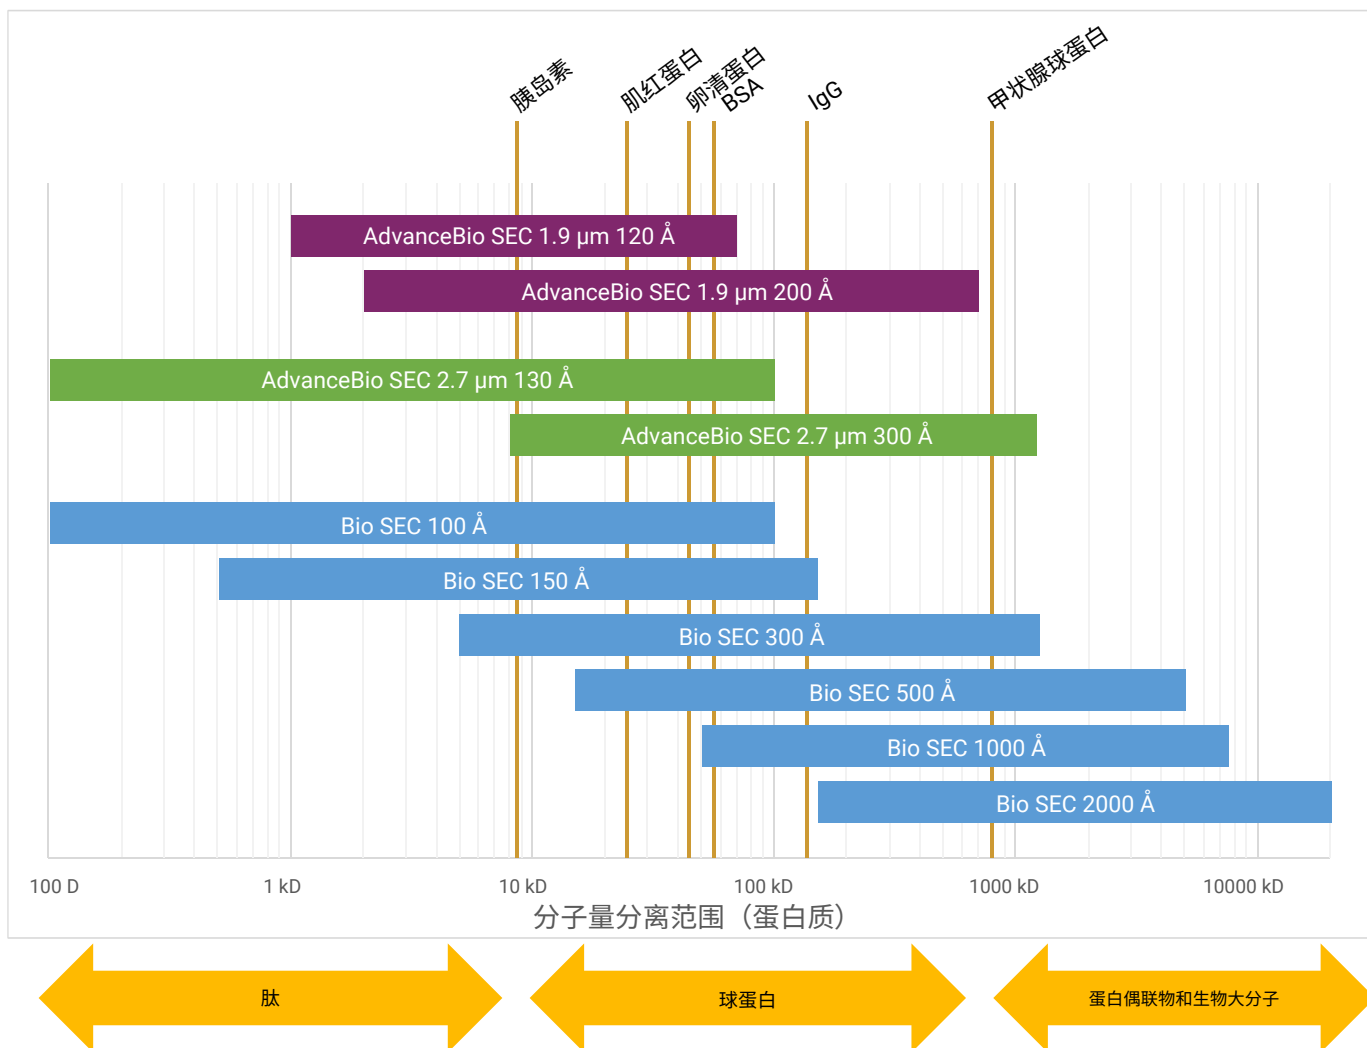 胰岛素
肌红蛋白
卵清蛋白
BSA
IgG
甲状腺球蛋白
AdvanceBio SEC 1.9 µm 120 Å
AdvanceBio SEC 1.9 µm 200 Å
AdvanceBio SEC 2.7 µm 130 Å
AdvanceBio SEC 2.7 µm 300 Å
Bio SEC 100 Å
Bio SEC 150 Å
Bio SEC 300 Å
Bio SEC 500 Å
Bio SEC 1000 Å
Bio SEC 2000 Å
100 D 1 kD 10 kD 100 kD 1000 kD 10000 kD
分子量分离范围（蛋白质）
肽 球蛋白 蛋白偶联物和生物大分子